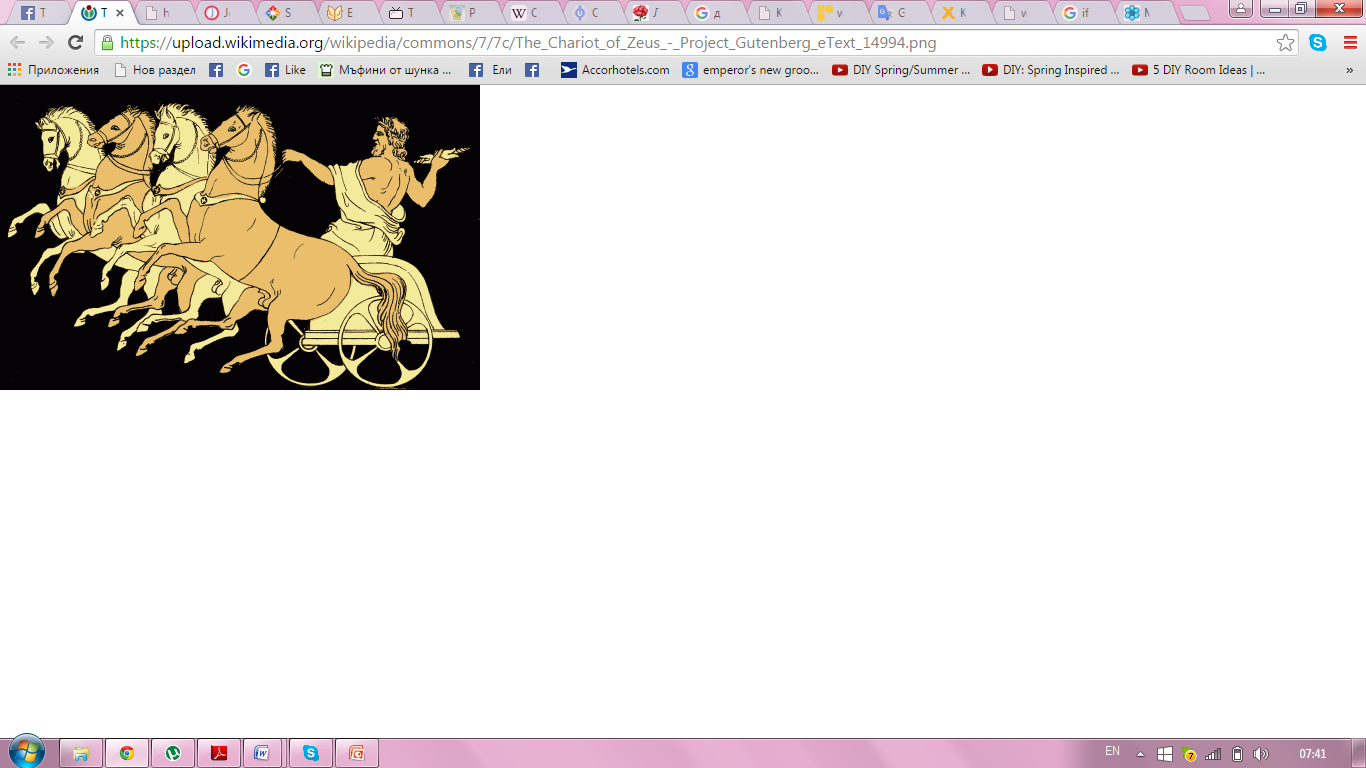 T T h J S E T P C C Л д К w G K w if N
https://upload.wikimedia.org/wikipedia/commons/7/7c/The_Chariot_of_Zeus_-_Project_Gutenberg_eText_14994.png
Приложения Нов раздел Like Мъфини от шунка ... Ели Accorhotels.com emperor's new groo... DIY Spring/Summer ... DIY: Spring Inspired ... 5 DIY Room Ideas | ... »
EN 07:41